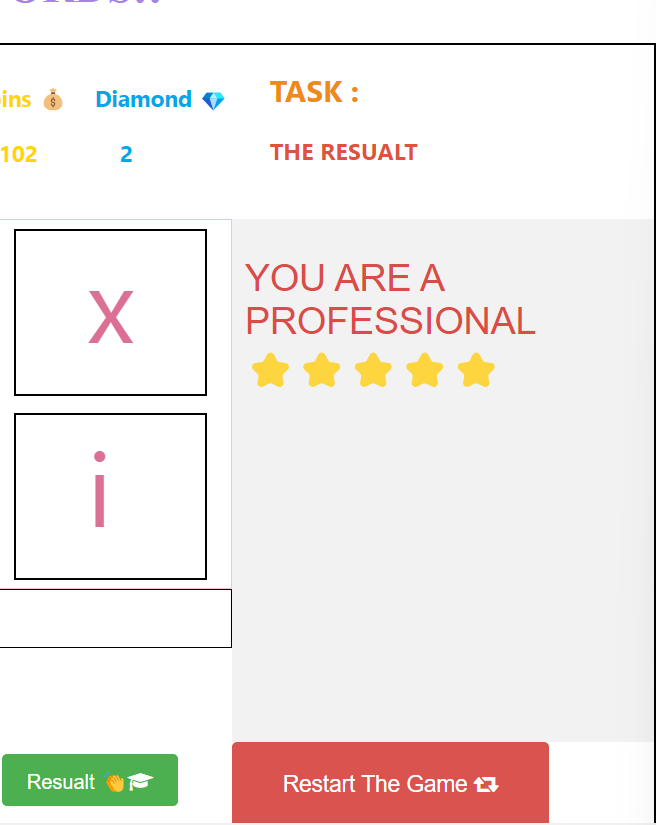 ins 💰 Diamond 💎
102 2
TASK :
THE RESUALT
x
i
YOU ARE A
PROFESSIONAL
Resualt 👏🎓
Restart The Game